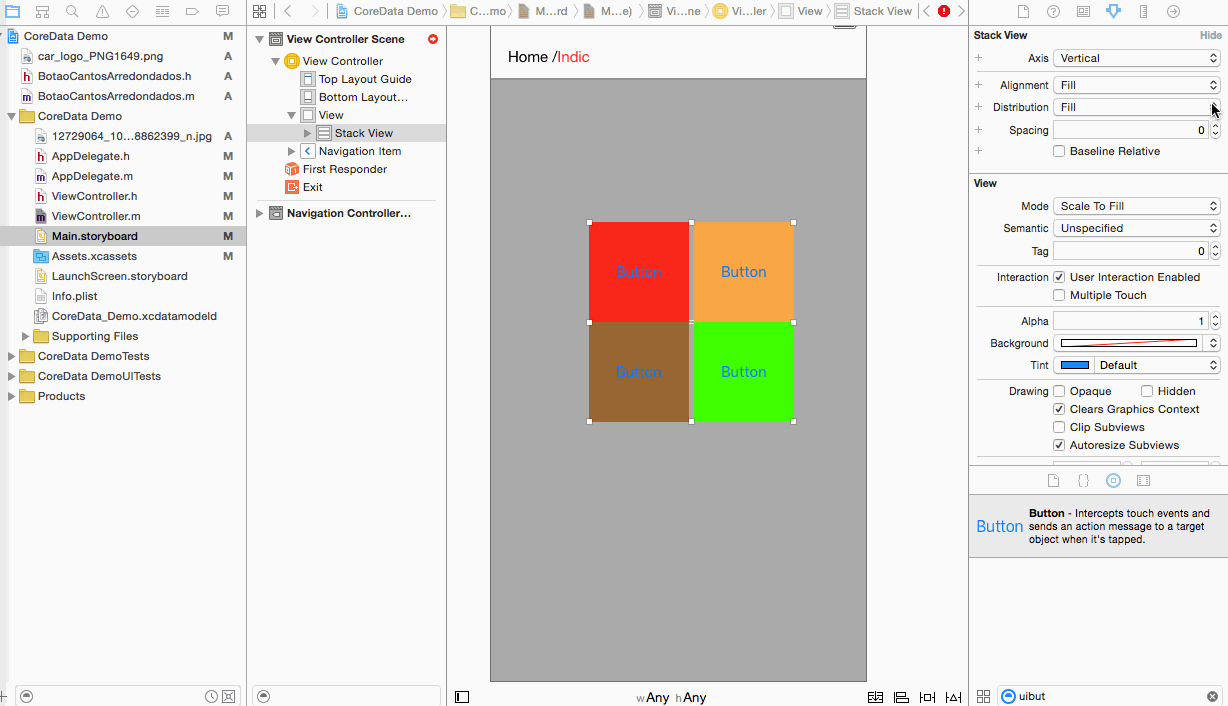 CoreData Demo M
car_logo_PNG1649.png A
BotaoCantosArredondados.h A
BotaoCantosArredondados.m A
CoreData Demo
12729064_10...8862399_n.jpg A
AppDelegate.h M
AppDelegate.m M
ViewController.h M
ViewController.m M
Main.storyboard M
Assets.xcassets M
LaunchScreen.storyboard
Info.plist
CoreData_Demo.xcdatamodeld
Supporting Files
CoreData DemoTests
CoreData DemoUITests
Products
CoreData Demo C...mo M...rd M...e) Vi...ne Vi...ler View Stack View
View Controller Scene
View Controller
Top Layout Guide
Bottom Layout...
View
Stack View
Navigation Item
First Responder
Exit
Navigation Controller...
Home /Indic
Button Button
Button Button
wAny hAny
Stack View Hide
Axis Vertical
Alignment Fill
Distribution Fill
Spacing 0
Baseline Relative
View
Mode Scale To Fill
Semantic Unspecified
Tag 0
Interaction User Interaction Enabled
Multiple Touch
Alpha 1
Background
Tint Default
Drawing Opaque Hidden
Clears Graphics Context
Clip Subviews
Autoresize Subviews
Button Button - Intercepts touch events and
sends an action message to a target
object when it's tapped.
uibut